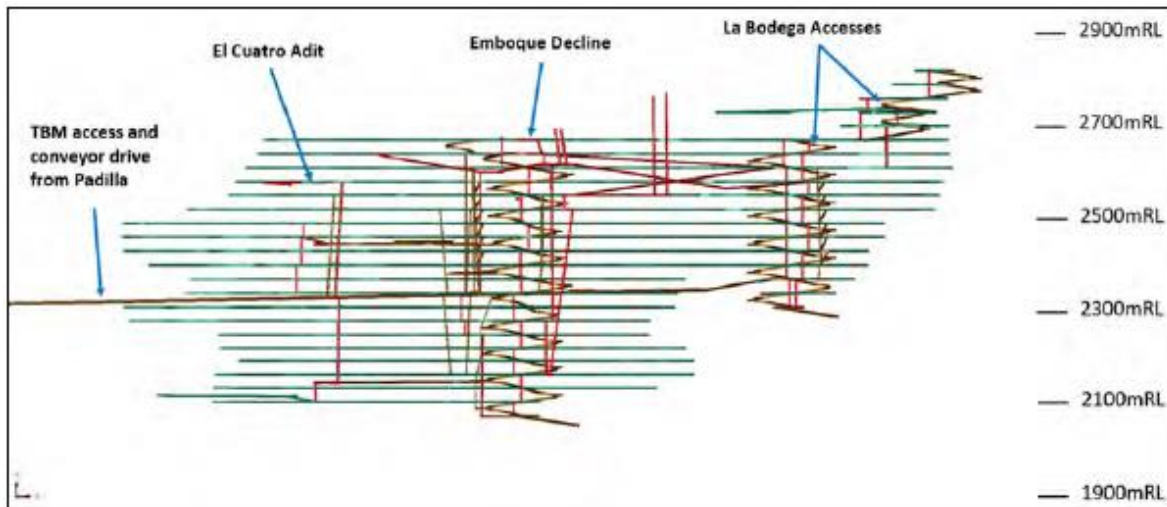 2900mRL
La Bodega Accesses
Emboque Decline
El Cuatro Adit
TBM access and
conveyor drive
from Padilla
2700mRL
2500mRL
2300mRL
2100mRL
1900mRL